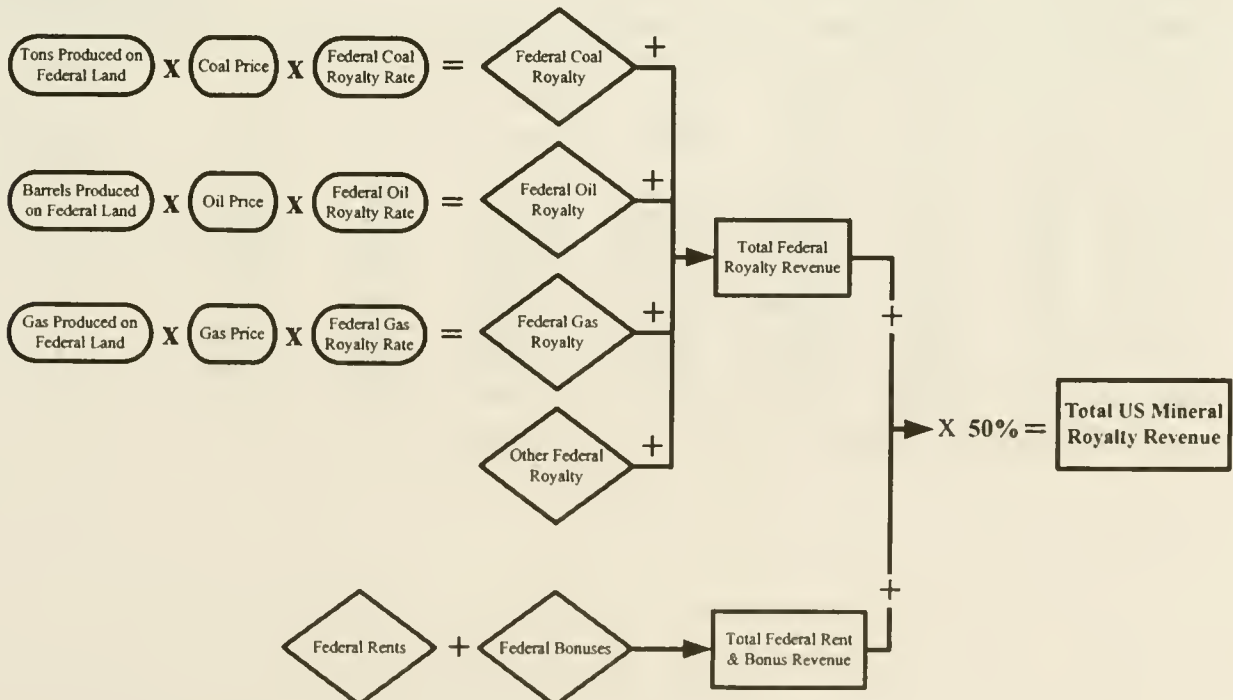 Tons Produced on
Federal Land
X
Coal Price
X
Federal Coal
Royalty Rate
=
Federal Coal
Royalty
+
Barrels Produced
on Federal Land
X
Oil Price
X
Federal Oil
Royalty Rate
=
Federal Oil
Royalty
+
Gas Produced on
Federal Land
X
Gas Price
X
Federal Gas
Royalty Rate
=
Federal Gas
Royalty
+
Other Federal
Royalty
+
Total Federal
Royalty Revenue
+
Federal Rents
+
Federal Bonuses
Total Federal Rent
& Bonus Revenue
+
X 50% =
Total US Mineral
Royalty Revenue